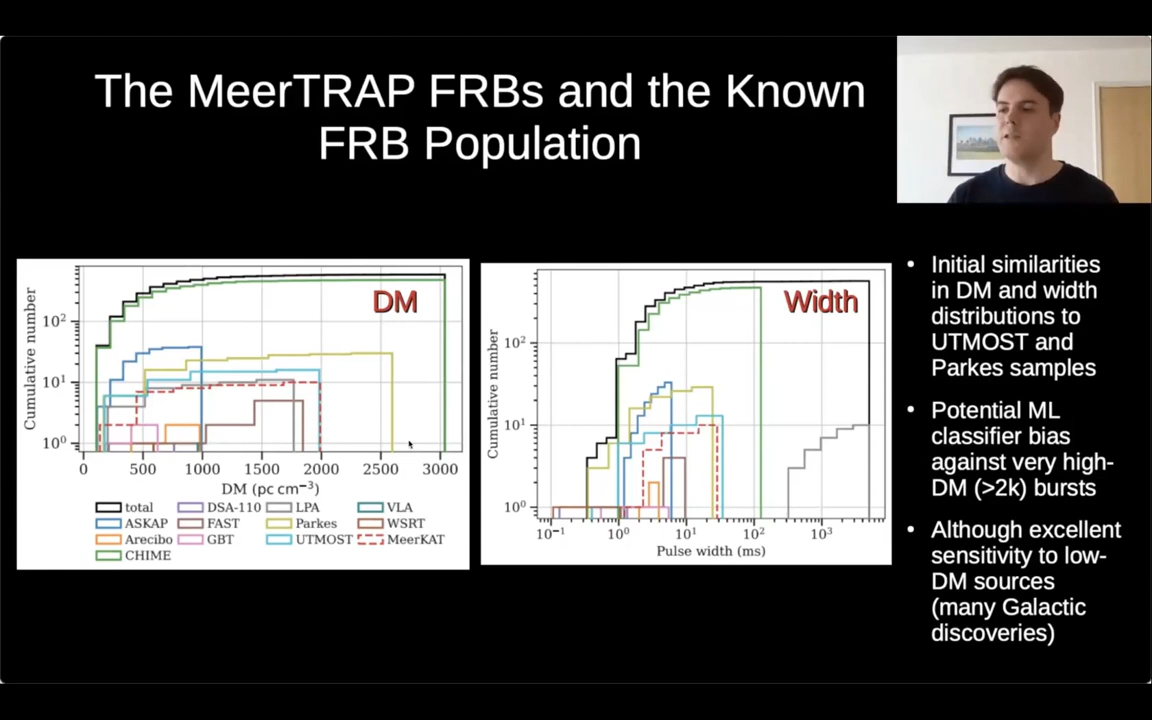 The MeerTRAP FRBs and the Known
FRB Population
DM
Cumulative number
10²
10¹
10⁰
0 500 1000 1500 2000 2500 3000
DM (pc cm⁻³)
total DSA-110 LPA VLA
ASKAP FAST Parkes WSRT
Arecibo GBT UTMOST MeerKAT
CHIME
Width
Cumulative number
10²
10¹
10⁰
10⁻¹ 10⁰ 10¹ 10² 10³
Pulse width (ms)
• Initial similarities
in DM and width
distributions to
UTMOST and
Parkes samples
• Potential ML
classifier bias
against very high-
DM (>2k) bursts
• Although excellent
sensitivity to low-
DM sources
(many Galactic
discoveries)